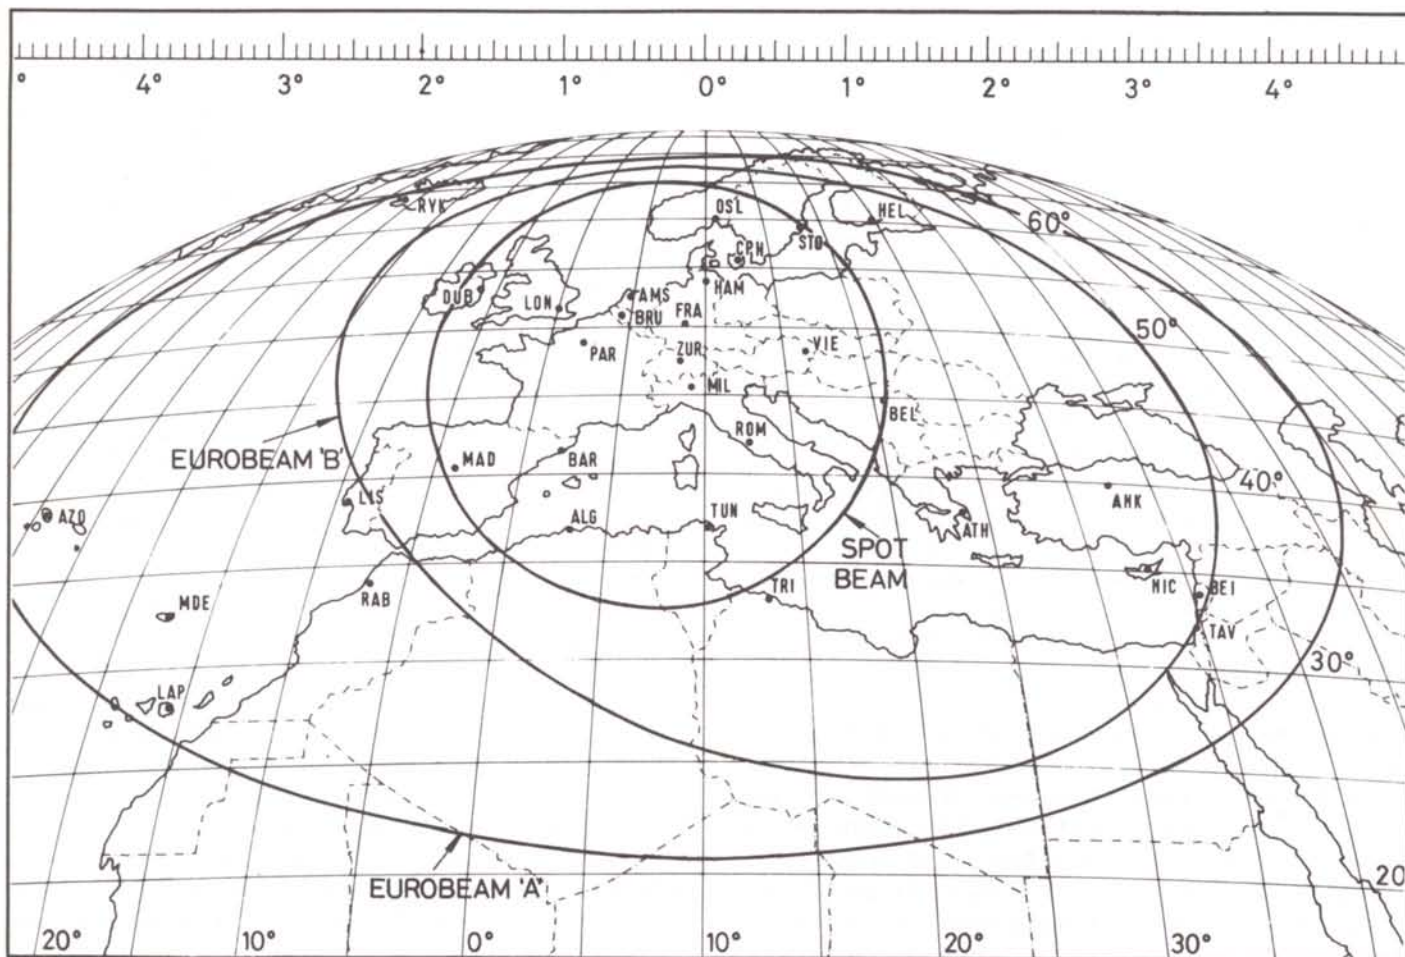 ° 4° 3° 2° 1° 0° 1° 2° 3° 4°
RYK
OSL
HEL
STO
60°
CPH
DUB
LON
AMS
HAM
BRU
FRA
50°
PAR
ZUR
VIE
MIL
BEL
ROM
EUROBEAM 'B'
MAD
BAR
40°
LIS
ANK
AZO
ALG
TUN
ATH
SPOT
BEAM
NIC
BEI
MDE
RAB
TRI
TAV
30°
LAP
EUROBEAM 'A'
20
20° 10° 0° 10° 20° 30°